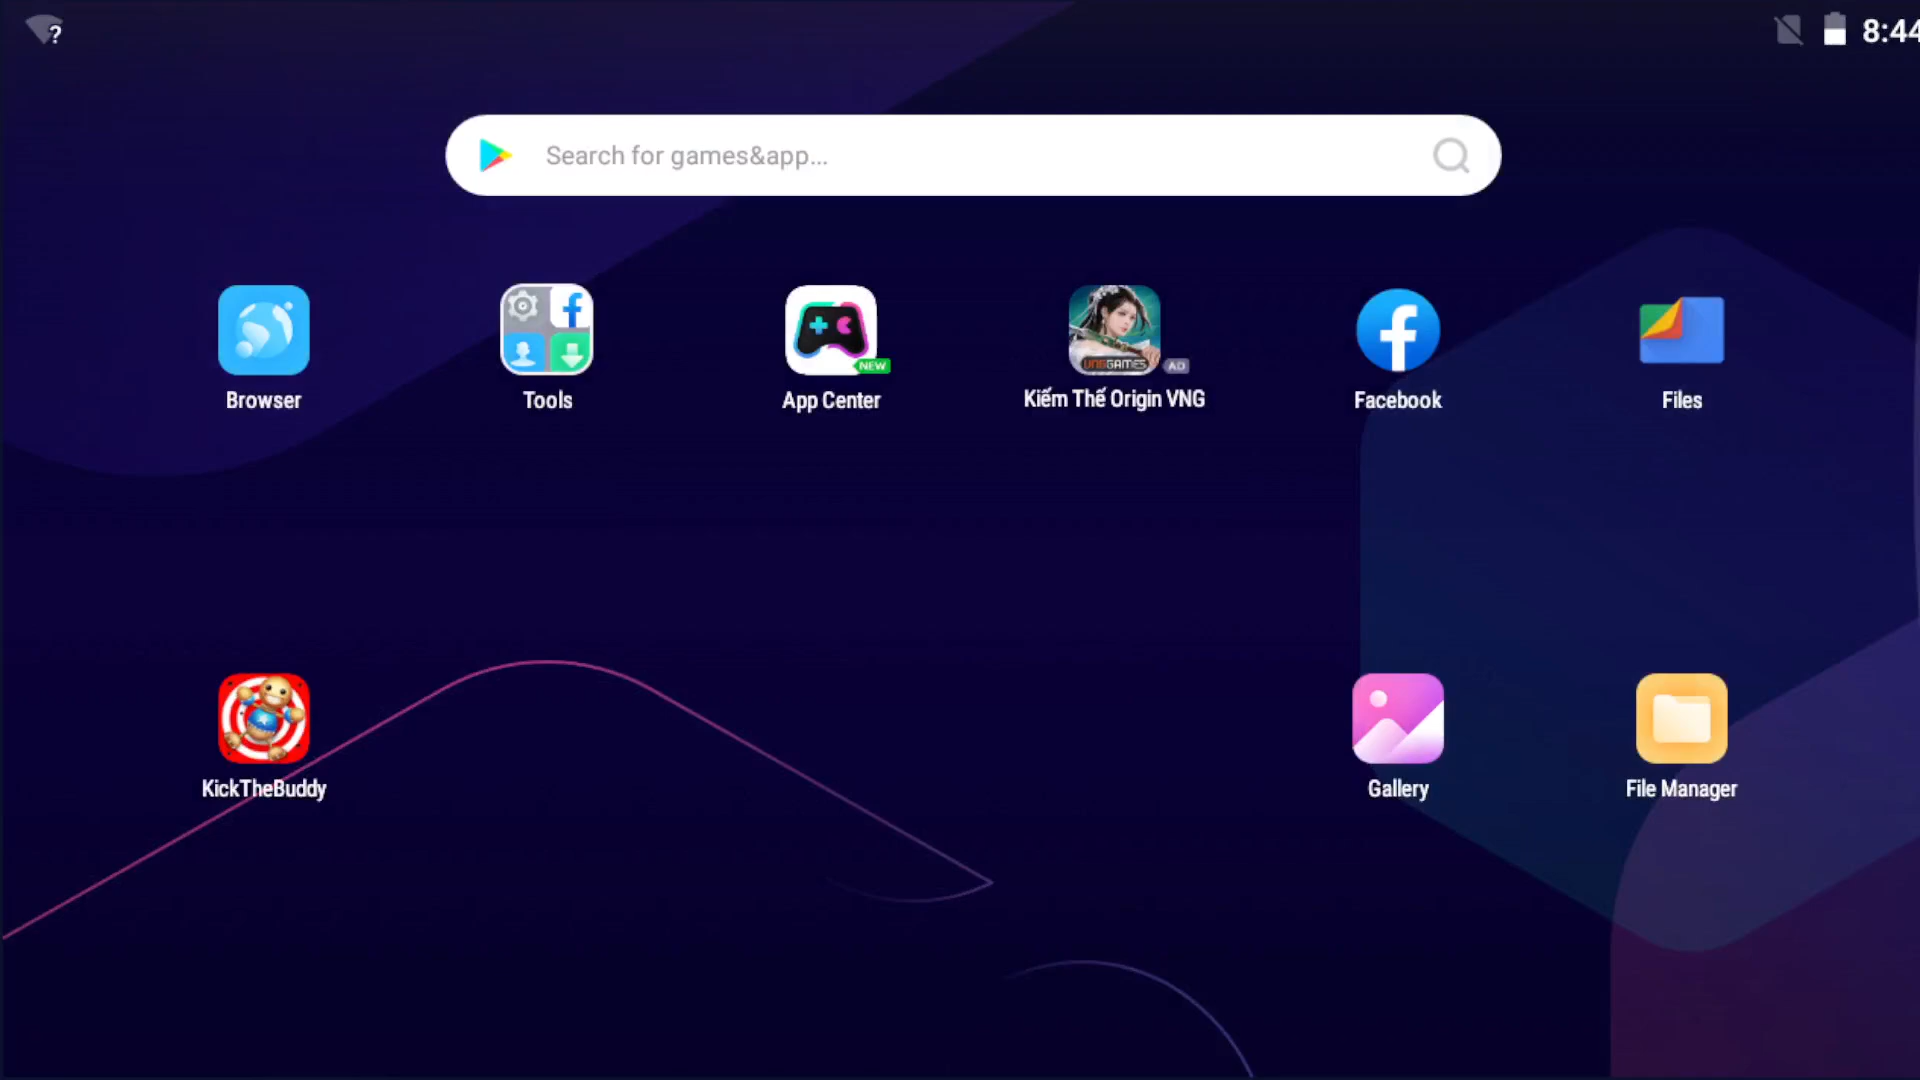 ?
8:44
Search for games&app...
NEW
VNGGAMES
AD
Browser
Tools
App Center
Kiếm Thế Origin VNG
Facebook
Files
KickTheBuddy
Gallery
File Manager